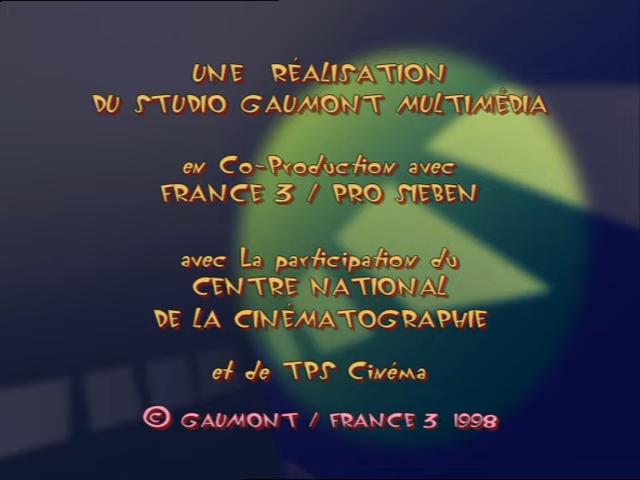 UNE RÉALISATION
DU STUDIO GAUMONT MULTIMÉDIA
en Co-Production avec
FRANCE 3 / PRO SIEBEN
avec La participation du
CENTRE NATIONAL
DE LA CINÉMATOGRAPHIE
et de TPS Cinéma
© GAUMONT / FRANCE 3 1998